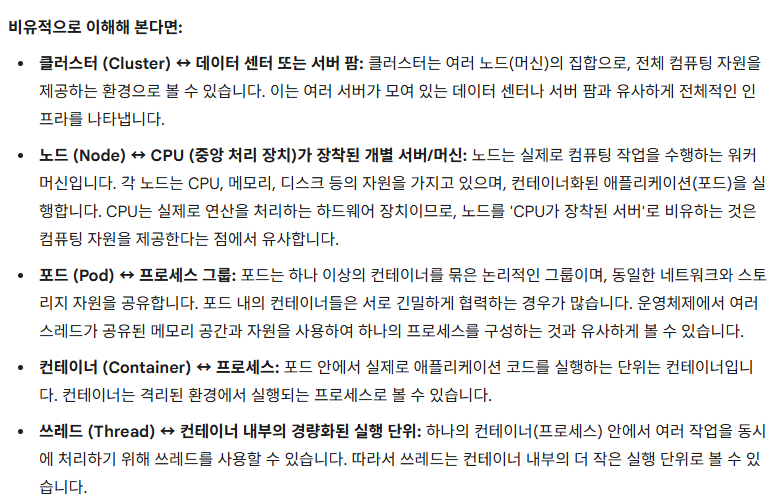 비유적으로 이해해 본다면:
• 클러스터 (Cluster) ↔ 데이터 센터 또는 서버 팜: 클러스터는 여러 노드(머신)의 집합으로, 전체 컴퓨팅 자원을
제공하는 환경으로 볼 수 있습니다. 이는 여러 서버가 모여 있는 데이터 센터나 서버 팜과 유사하게 전체적인 인
프라를 나타냅니다.
• 노드 (Node) ↔ CPU (중앙 처리 장치)가 장착된 개별 서버/머신: 노드는 실제로 컴퓨팅 작업을 수행하는 워커
머신입니다. 각 노드는 CPU, 메모리, 디스크 등의 자원을 가지고 있으며, 컨테이너화된 애플리케이션(포드)을 실
행합니다. CPU는 실제로 연산을 처리하는 하드웨어 장치이므로, 노드를 'CPU가 장착된 서버'로 비유하는 것은
컴퓨팅 자원을 제공한다는 점에서 유사합니다.
• 포드 (Pod) ↔ 프로세스 그룹: 포드는 하나 이상의 컨테이너를 묶은 논리적인 그룹이며, 동일한 네트워크와 스토
리지 자원을 공유합니다. 포드 내의 컨테이너들은 서로 긴밀하게 협력하는 경우가 많습니다. 운영체제에서 여러
스레드가 공유된 메모리 공간과 자원을 사용하여 하나의 프로세스를 구성하는 것과 유사하게 볼 수 있습니다.
• 컨테이너 (Container) ↔ 프로세스: 포드 안에서 실제로 애플리케이션 코드를 실행하는 단위는 컨테이너입니
다. 컨테이너는 격리된 환경에서 실행되는 프로세스로 볼 수 있습니다.
• 쓰레드 (Thread) ↔ 컨테이너 내부의 경량화된 실행 단위: 하나의 컨테이너(프로세스) 안에서 여러 작업을 동시
에 처리하기 위해 쓰레드를 사용할 수 있습니다. 따라서 쓰레드는 컨테이너 내부의 더 작은 실행 단위로 볼 수 있
습니다.